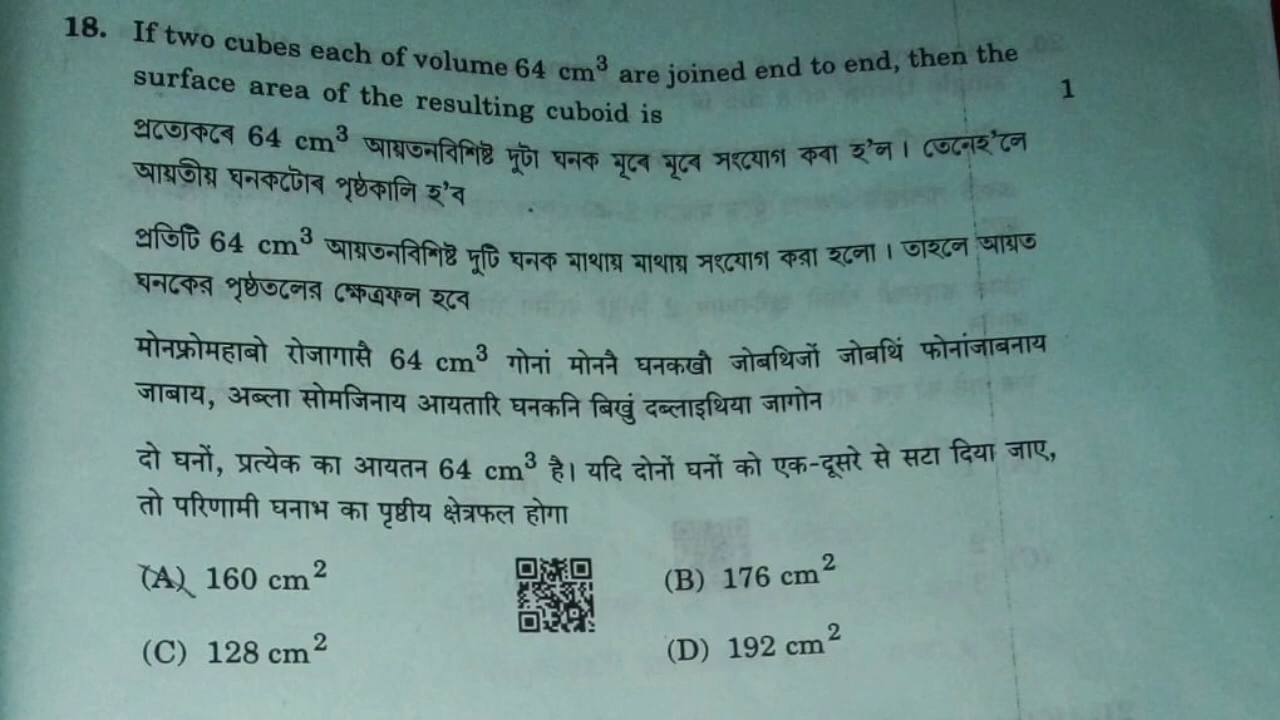 18. If two cubes each of volume 64 cm³ are joined end to end, then the
surface area of the resulting cuboid is 1
প্রত্যেকৰে 64 cm³ আয়তনবিশিষ্ট দুটা ঘনক মূৰে মূৰে সংযোগ কৰা হ'ল। তেনেহ'লে
আয়তীয় ঘনকটোৰ পৃষ্ঠকালি হ'ব
প্রতিটি 64 cm³ আয়তনবিশিষ্ট দুটি ঘনক মাথায় মাথায় সংযোগ করা হলো। তাহলে আয়ত
ঘনকের পৃষ্ঠতলের ক্ষেত্রফল হবে
मोनफ्रोमहाबो रोजागासै 64 cm³ गोनां मोननै घनकखौ जोबथिजों जोबथिं फोनांजाबनाय
जाबाय, अब्ला सोमजिनाय आयतारि घनकनि बिखुं दब्लाइथिया जागोन
दो घनों, प्रत्येक का आयतन 64 cm³ है। यदि दोनों घनों को एक-दूसरे से सटा दिया जाए,
तो परिणामी घनाभ का पृष्ठीय क्षेत्रफल होगा
(A) 160 cm² (B) 176 cm²
(C) 128 cm² (D) 192 cm²